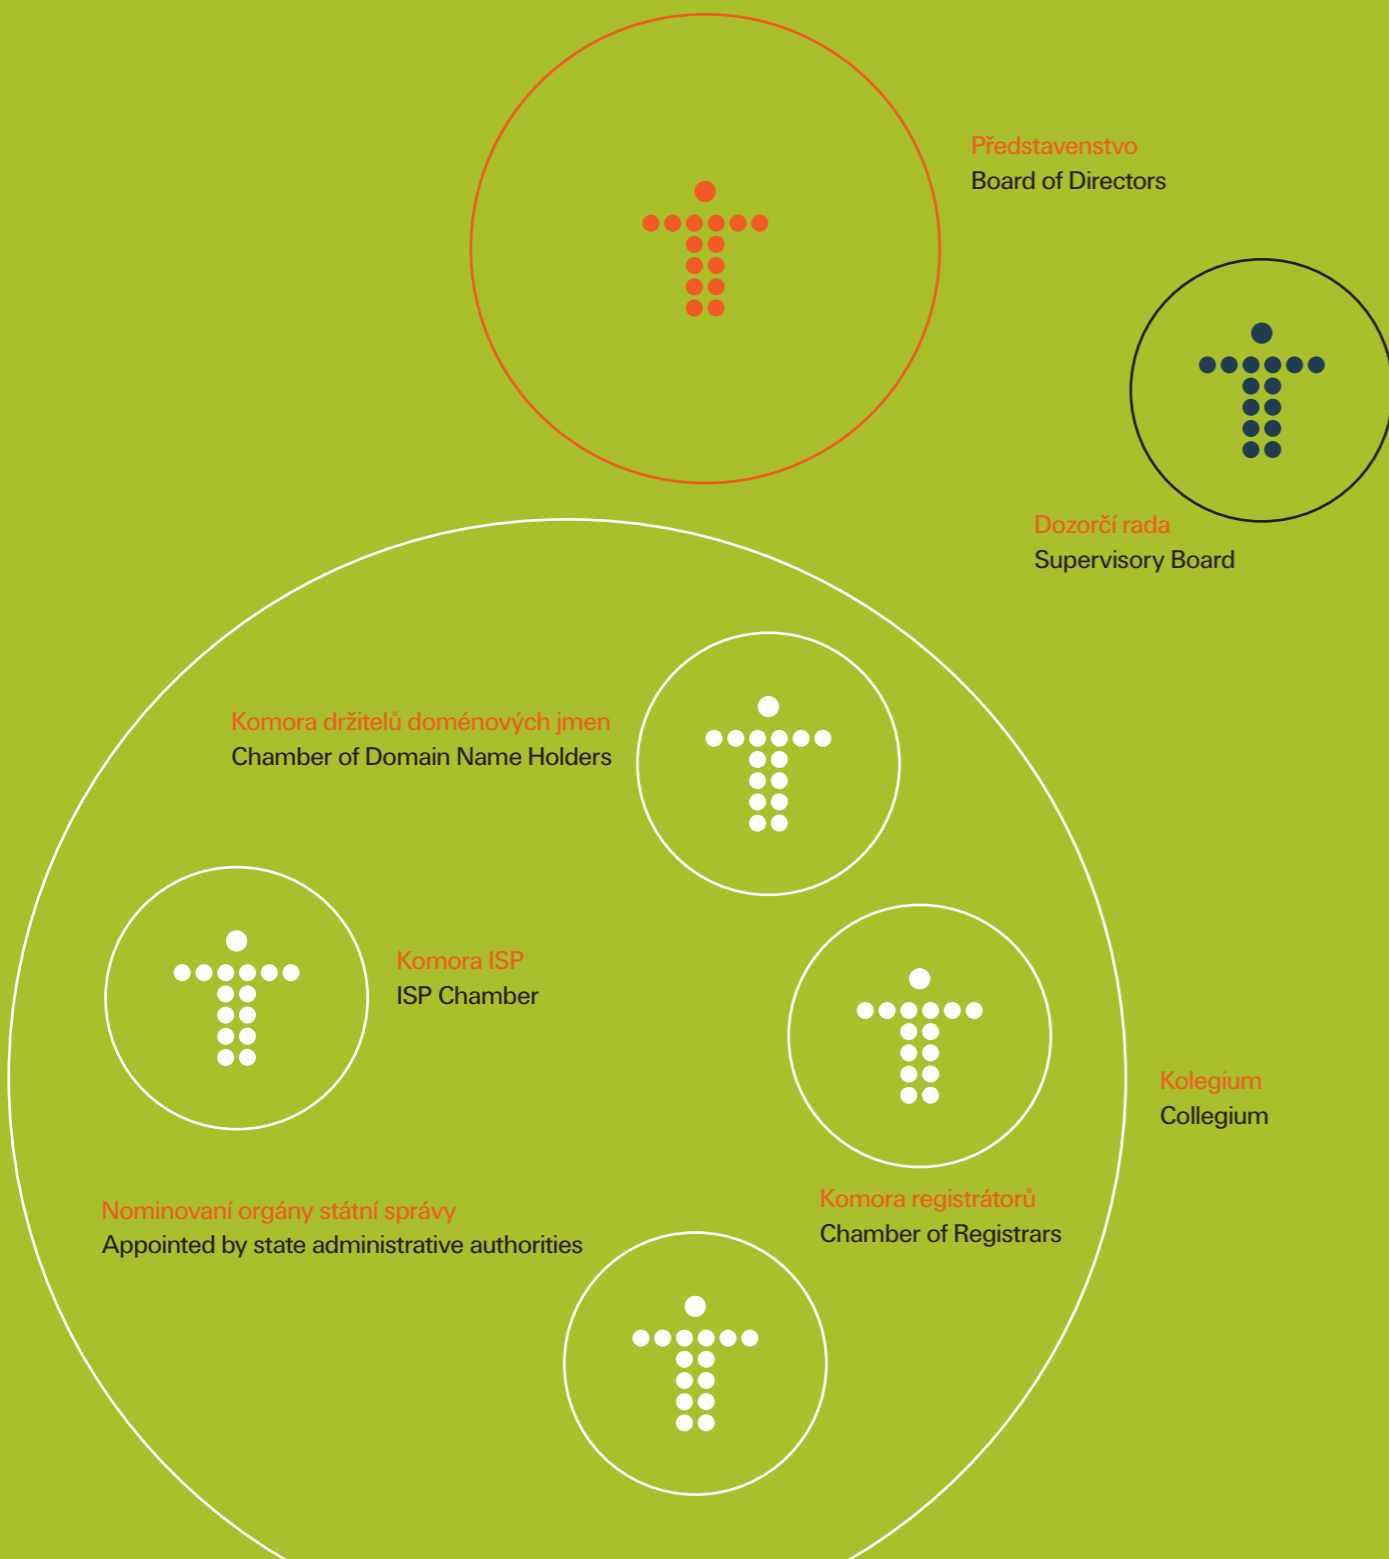 Představenstvo
Board of Directors
Dozorčí rada
Supervisory Board
Komora držitelů doménových jmen
Chamber of Domain Name Holders
Komora ISP
ISP Chamber
Kolegium
Collegium
Komora registrátorů
Chamber of Registrars
Nominovaní orgány státní správy
Appointed by state administrative authorities